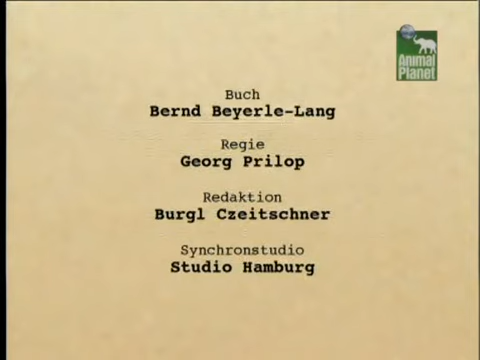 Animal
Planet
Buch
Bernd Beyerle-Lang
Regie
Georg Prilop
Redaktion
Burgl Czeitschner
Synchronstudio
Studio Hamburg